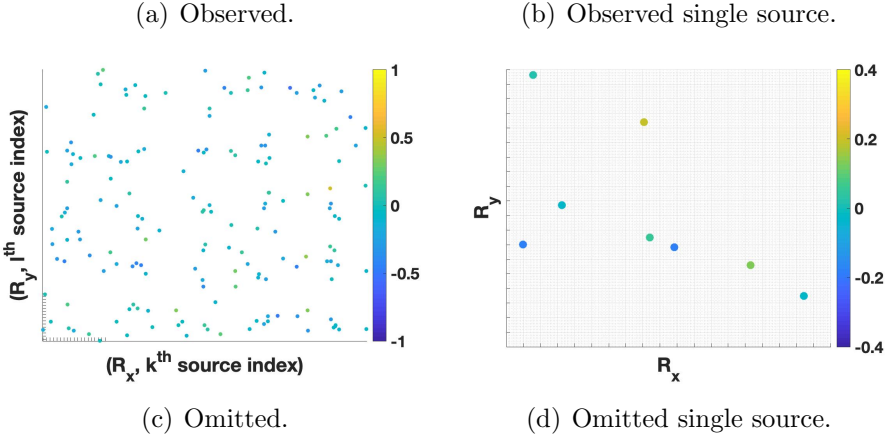 (a) Observed.
(b) Observed single source.
1
0.5
0
-0.5
-1
(R_y, l^th source index)
(R_x, k^th source index)
0.4
0.2
0
-0.2
-0.4
R_y
R_x
(c) Omitted.
(d) Omitted single source.